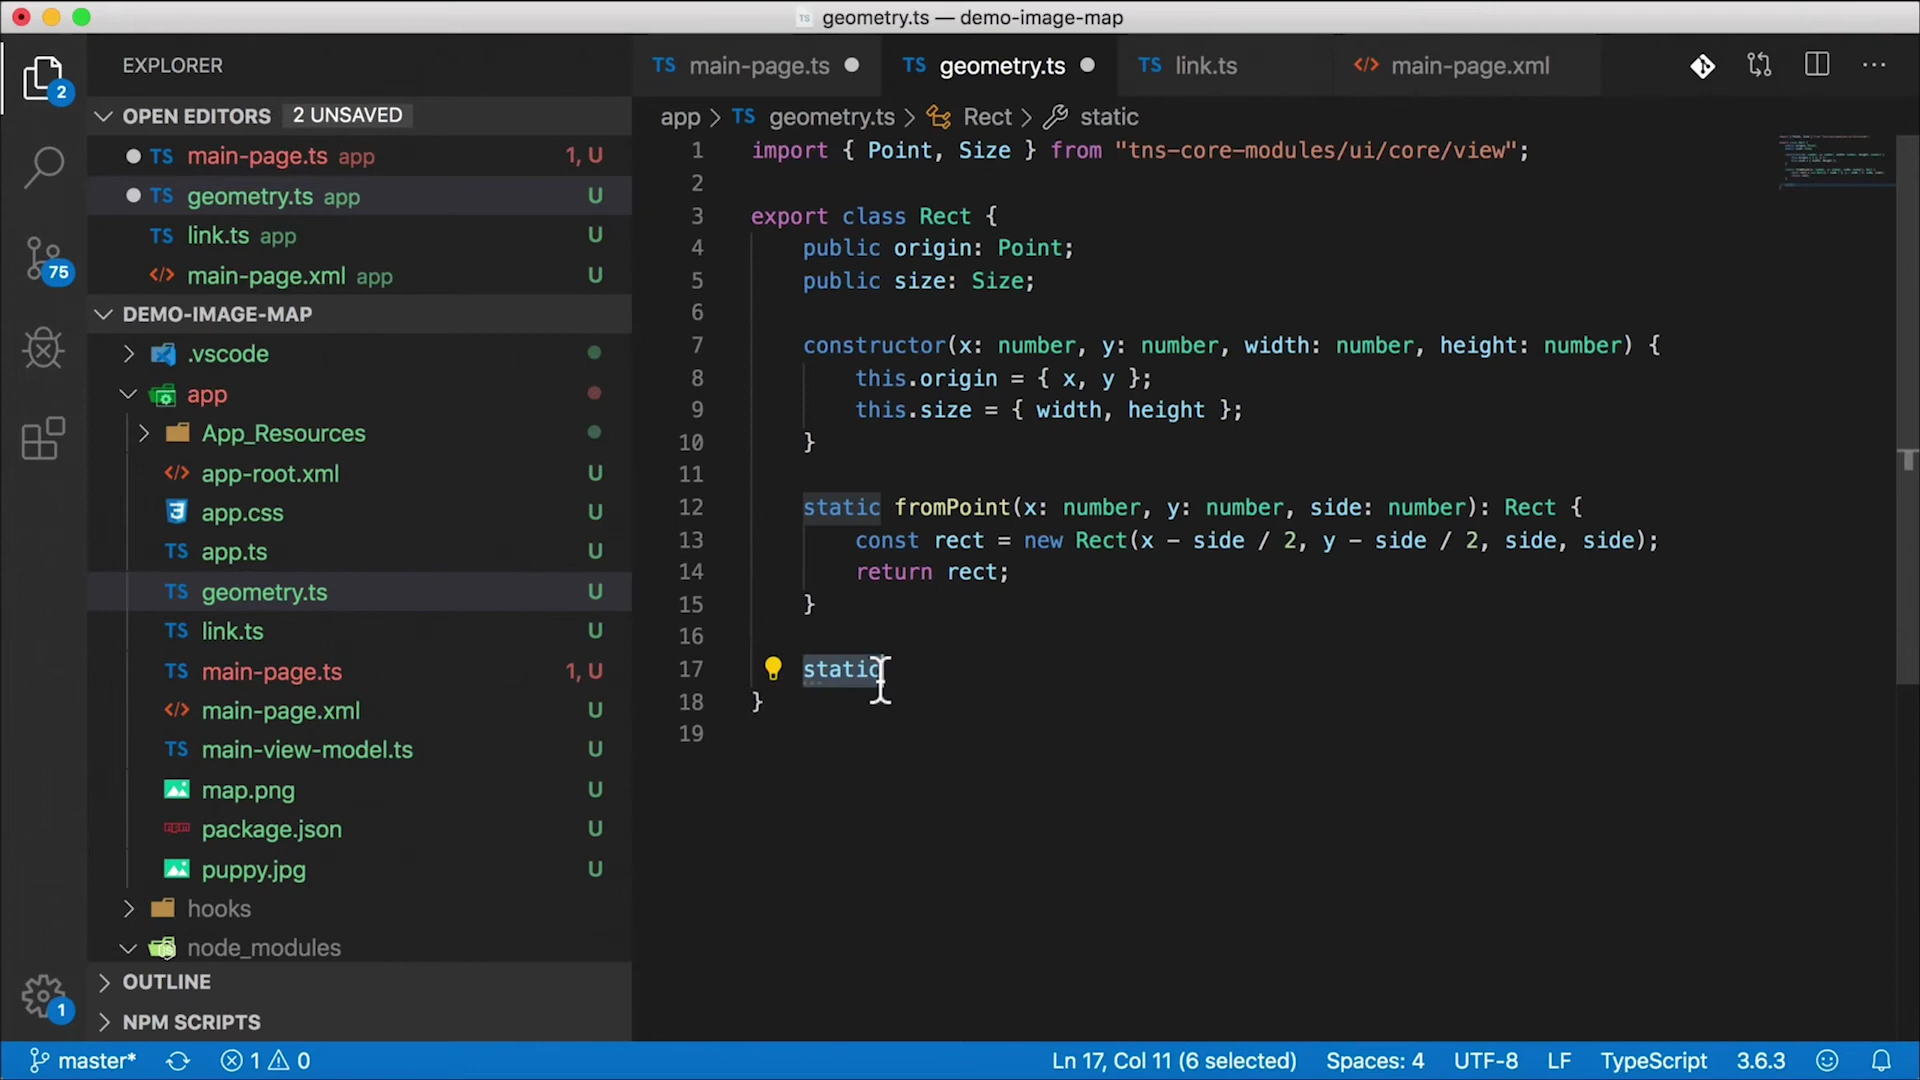 geometry.ts — demo-image-map
EXPLORER
main-page.ts
geometry.ts
link.ts
main-page.xml
2
OPEN EDITORS 2 UNSAVED
app > TS geometry.ts > Rect > static
TS main-page.ts app 1, U
TS geometry.ts app U
TS link.ts app U
</> main-page.xml app U
75
DEMO-IMAGE-MAP
.vscode
app
App_Resources
</> app-root.xml U
app.css U
TS app.ts U
TS geometry.ts U
TS link.ts U
TS main-page.ts 1, U
</> main-page.xml U
TS main-view-model.ts U
map.png U
package.json U
puppy.jpg U
hooks
node_modules
OUTLINE
NPM SCRIPTS
1
1 import { Point, Size } from "tns-core-modules/ui/core/view";
2
3 export class Rect {
4 public origin: Point;
5 public size: Size;
6
7 constructor(x: number, y: number, width: number, height: number) {
8 this.origin = { x, y };
9 this.size = { width, height };
10 }
11
12 static fromPoint(x: number, y: number, side: number): Rect {
13 const rect = new Rect(x - side / 2, y - side / 2, side, side);
14 return rect;
15 }
16
17 static
18 }
19
master* 1 0 Ln 17, Col 11 (6 selected) Spaces: 4 UTF-8 LF TypeScript 3.6.3